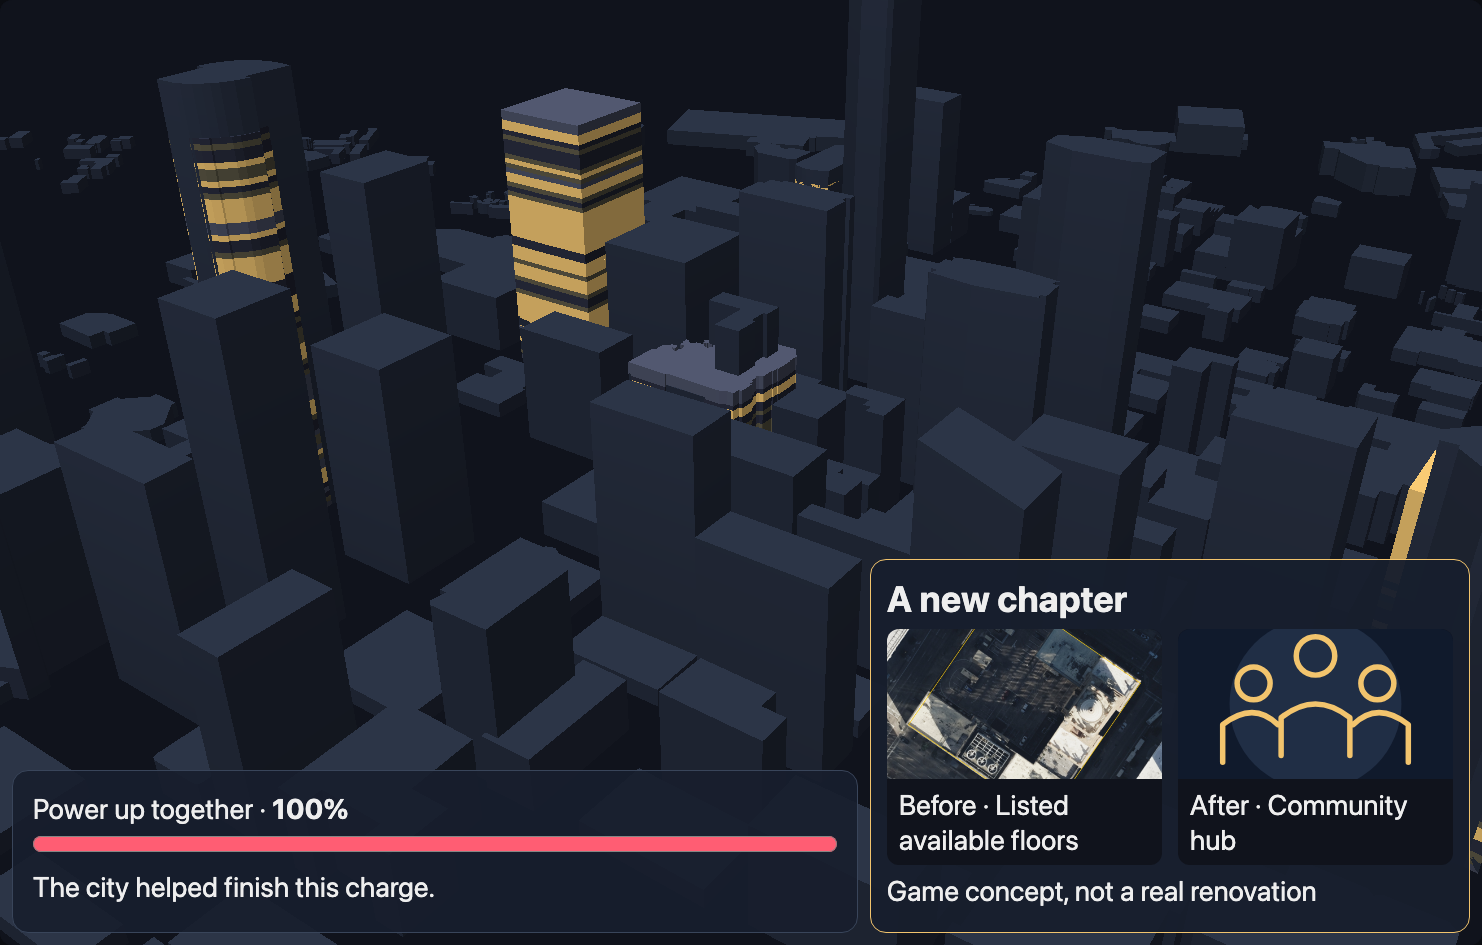 Power up together · 100%
The city helped finish this charge.
A new chapter
Before · Listed
available floors
After · Community
hub
Game concept, not a real renovation